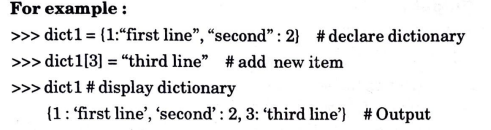 For example :
>>> dict1 = {1:“first line”, “second” : 2}   # declare dictionary
>>> dict1[3] = “third line”   # add new item
>>> dict1 # display dictionary
{1 : ‘first line’, ‘second’ : 2, 3: ‘third line’}   # Output